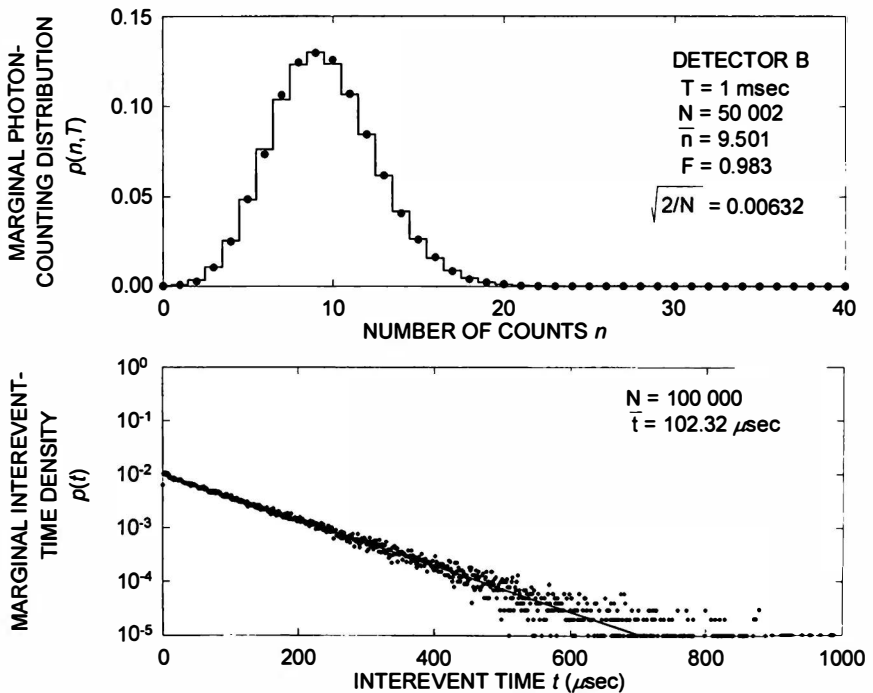 MARGINAL PHOTON-
COUNTING DISTRIBUTION
p(n,T)
0.15
0.10
0.05
0.00
DETECTOR B
T = 1 msec
N = 50 002
n̅ = 9.501
F = 0.983
√2/N = 0.00632
0
10
20
30
40
NUMBER OF COUNTS n
MARGINAL INTEREVENT-
TIME DENSITY
p(t)
10⁰
10⁻¹
10⁻²
10⁻³
10⁻⁴
10⁻⁵
N = 100 000
t̅ = 102.32 μsec
0
200
400
600
800
1000
INTEREVENT TIME t (μsec)